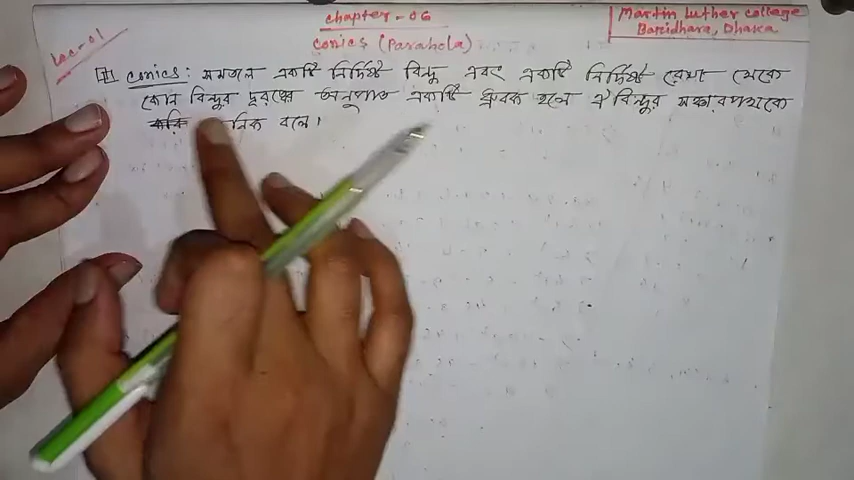 chapter-06
Conics (Parabola)
Martin Luther college
Baridhara, Dhaka
Lec-01
Conics: সমতলে একটি নির্দিষ্ট বিন্দু এবং একটি নির্দিষ্ট রেখা থেকে
কোন বিন্দুর দূরত্বের অনুপাত একটি ধ্রুবক হলে ঐ বিন্দুর সঞ্চারপথকে
নিক বলে।